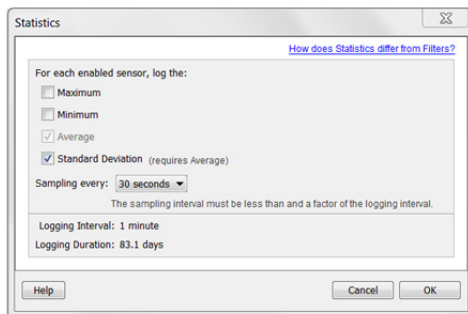 Statistics
How does Statistics differ from Filters?
For each enabled sensor, log the:
Maximum
Minimum
Average
Standard Deviation (requires Average)
Sampling every: 30 seconds
The sampling interval must be less than and a factor of the logging interval.
Logging Interval: 1 minute
Logging Duration: 83.1 days
Help Cancel OK